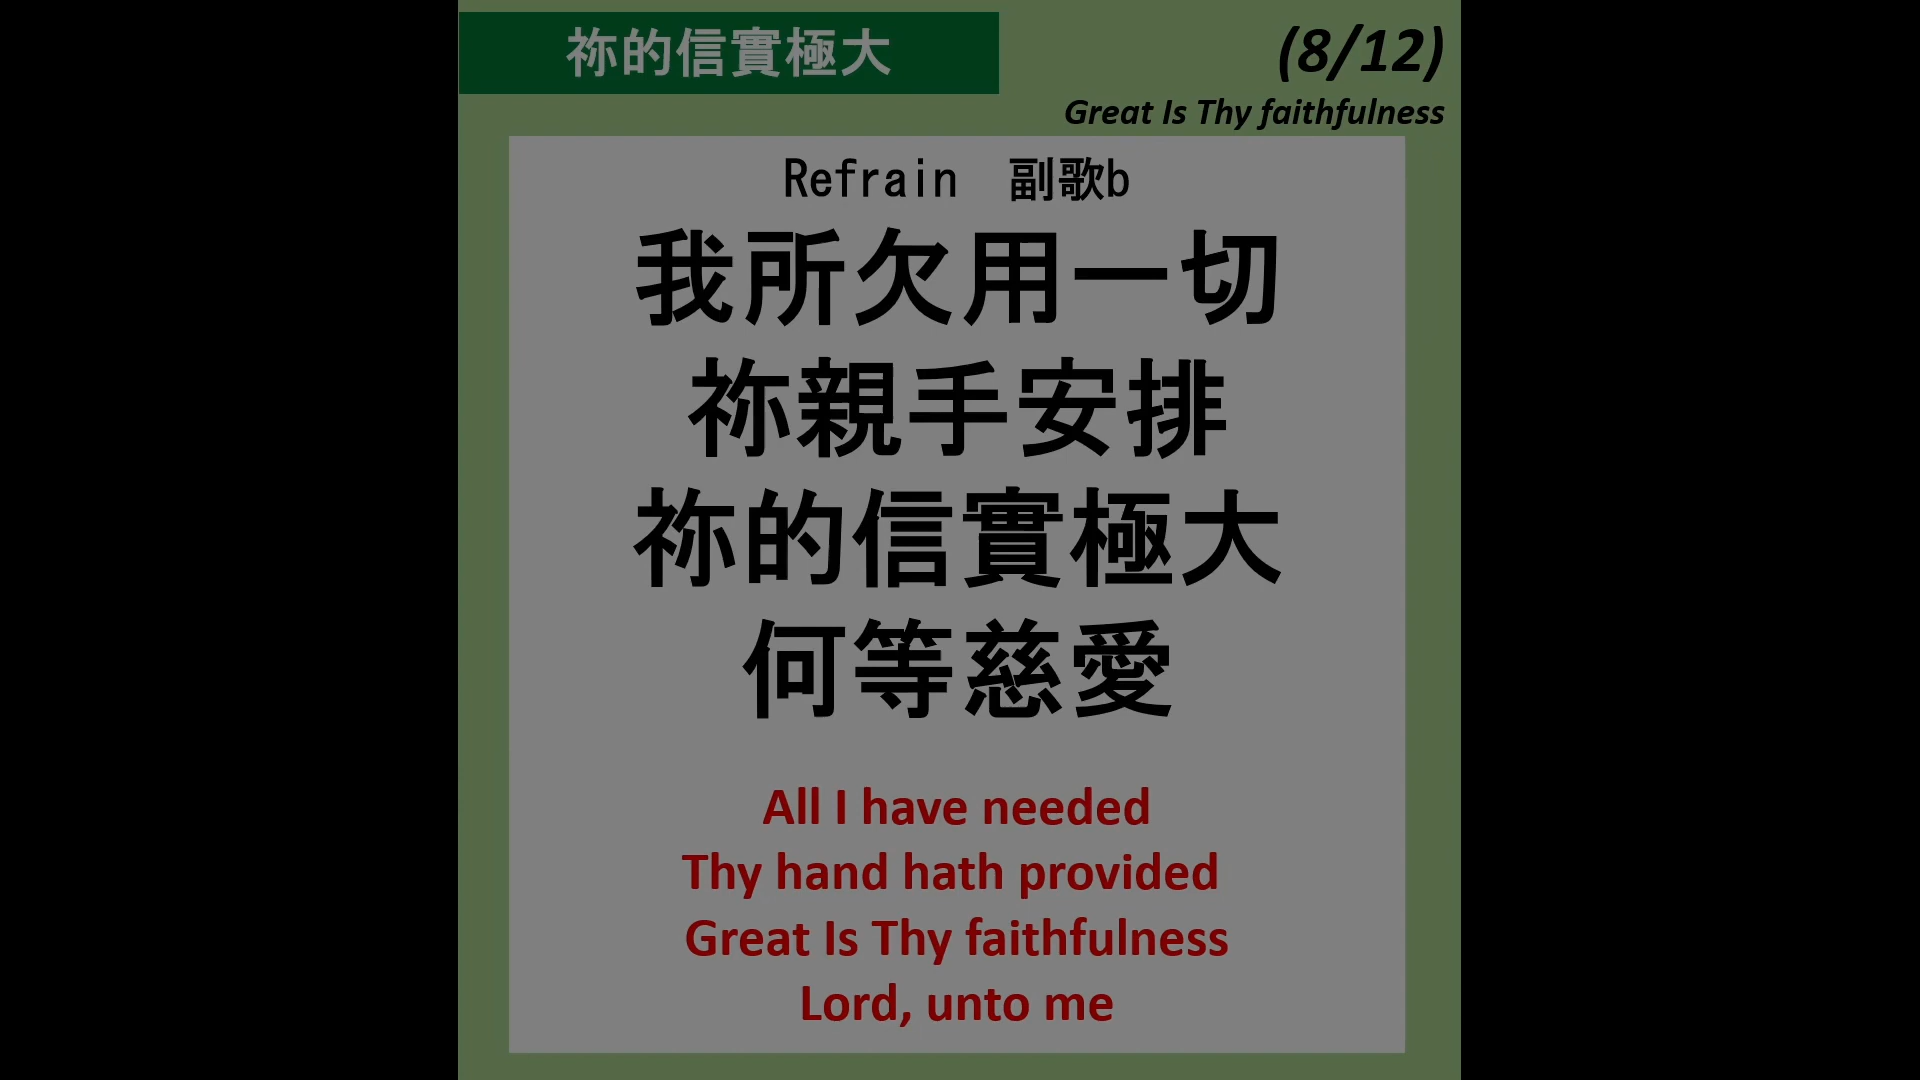 祢的信實極大
(8/12)
Great Is Thy faithfulness
Refrain　副歌b
我所欠用一切
祢親手安排
祢的信實極大
何等慈愛
All I have needed
Thy hand hath provided
Great Is Thy faithfulness
Lord, unto me